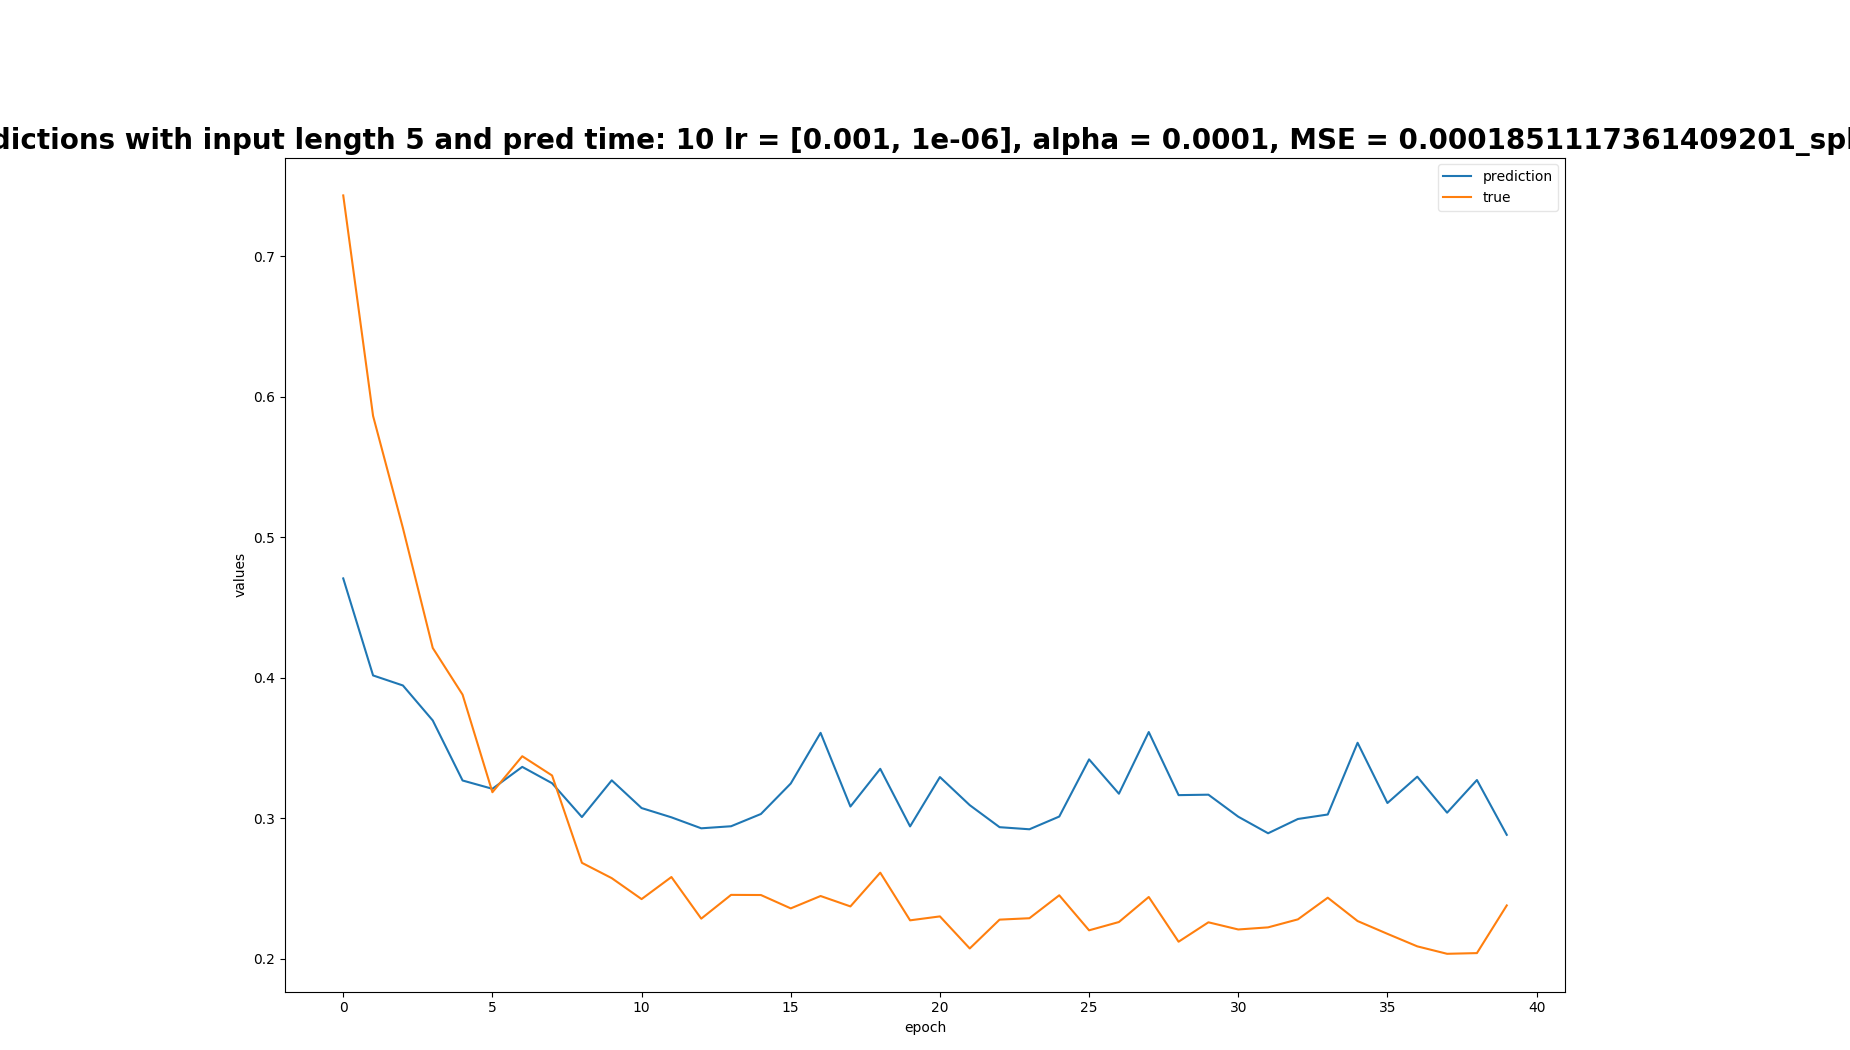 dictions with input length 5 and pred time: 10 lr = [0.001, 1e-06], alpha = 0.0001, MSE = 0.0001851117361409201_spl
prediction
true
0.7
0.6
0.5
0.4
0.3
0.2
values
0 5 10 15 20 25 30 35 40
epoch